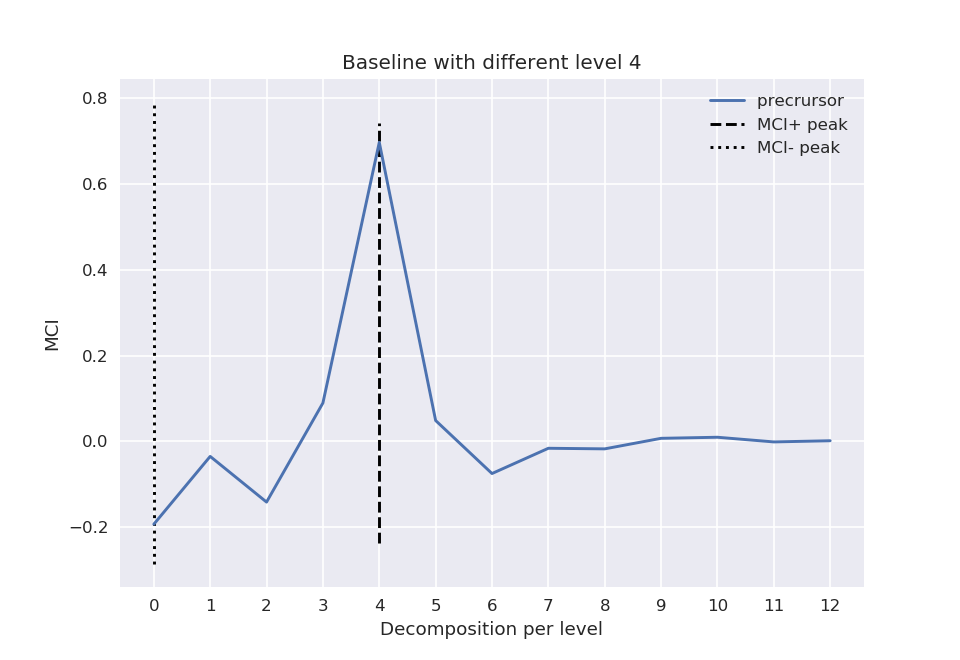 Baseline with different level 4
precrursor
MCI+ peak
MCI- peak
MCI
0.8
0.6
0.4
0.2
0.0
−0.2
0 1 2 3 4 5 6 7 8 9 10 11 12
Decomposition per level